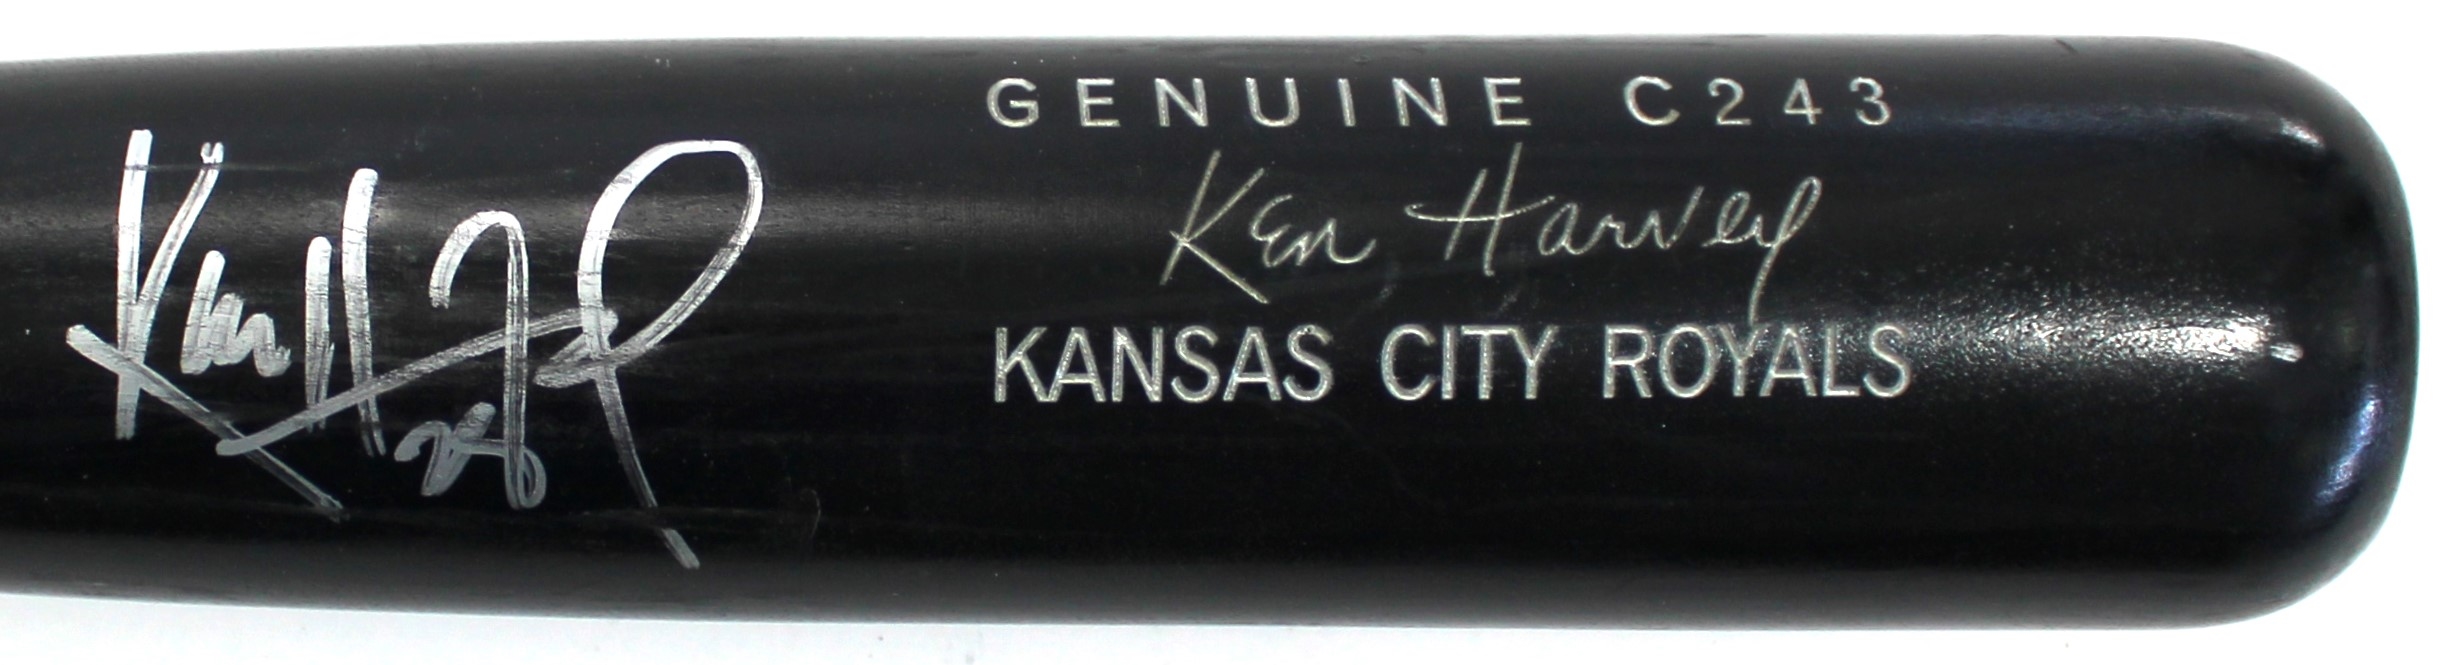 GENUINE C243
Ken Harvey
KANSAS CITY ROYALS